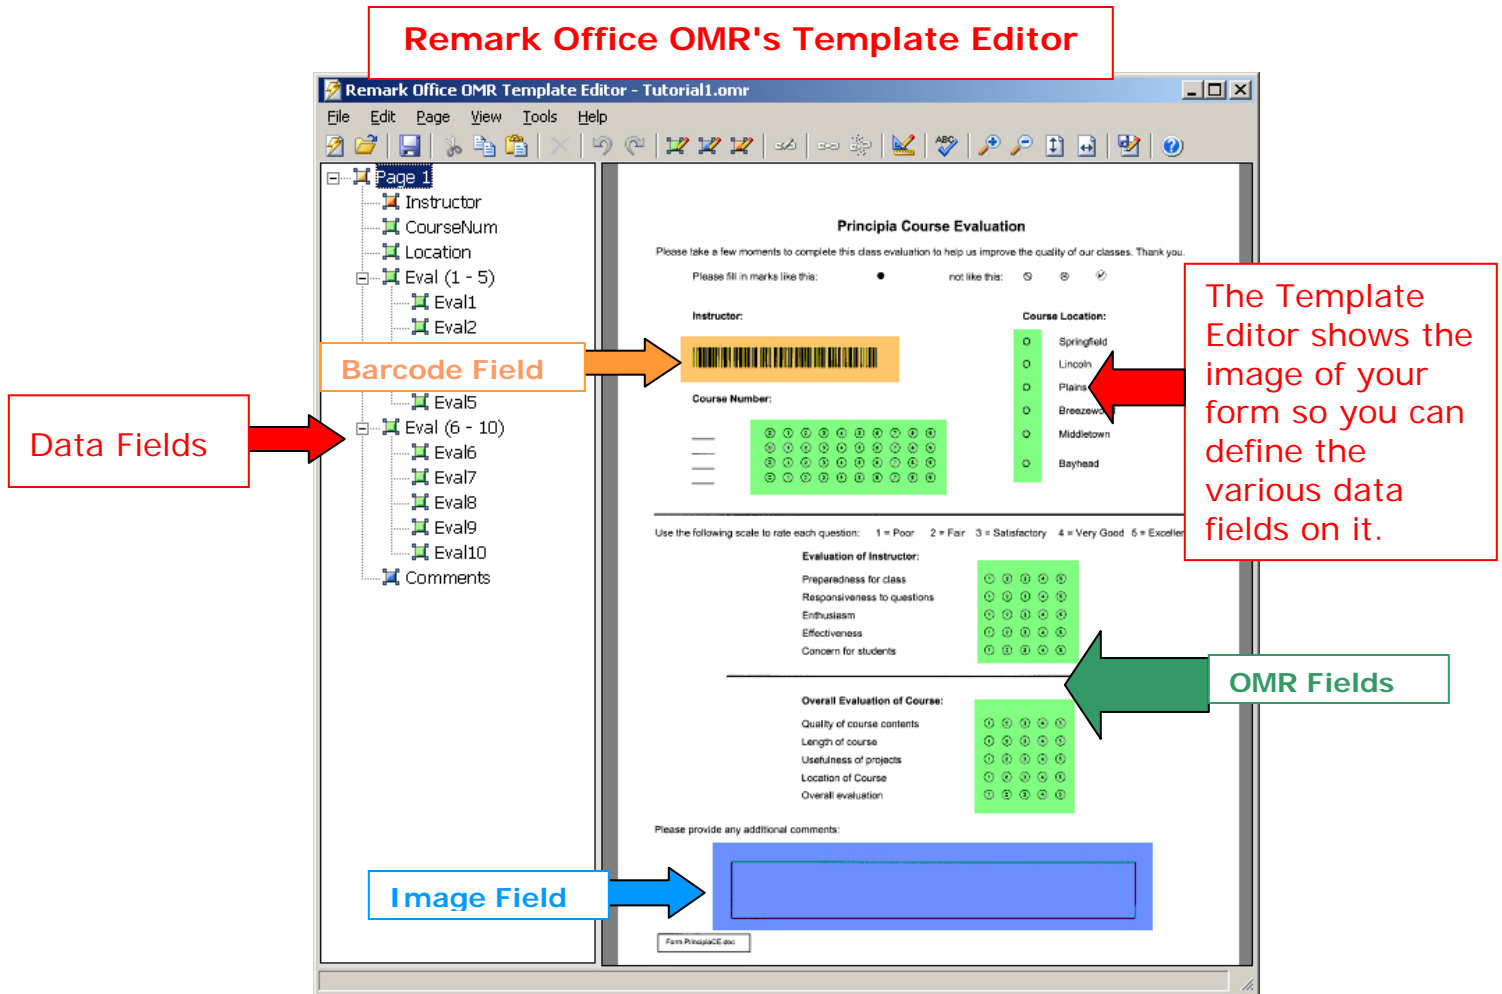 Remark Office OMR's Template Editor
Remark Office OMR Template Editor - Tutorial1.omr
File Edit Page View Tools Help
ABC
Page 1
Instructor
CourseNum
Location
Eval (1 - 5)
Eval1
Eval2
Eval5
Eval (6 - 10)
Eval6
Eval7
Eval8
Eval9
Eval10
Comments
Data Fields
Barcode Field
Image Field
OMR Fields
The Template
Editor shows the
image of your
form so you can
define the
various data
fields on it.
Principia Course Evaluation
Please take a few moments to complete this class evaluation to help us improve the quality of our classes. Thank you.
Please fill in marks like this: not like this:
Instructor:
Course Location:
Springfield
Lincoln
Plains
Middletown
Bayhead
Course Number:
Use the following scale to rate each question: 1 = Poor 2 = Fair 3 = Satisfactory 4 = Very Good
Evaluation of Instructor:
Preparedness for class
Responsiveness to questions
Enthusiasm
Effectiveness
Concern for students
Overall Evaluation of Course:
Quality of course contents
Length of course
Usefulness of projects
Location of Course
Overall evaluation
Please provide any additional comments:
Form PrincipiaCE.doc